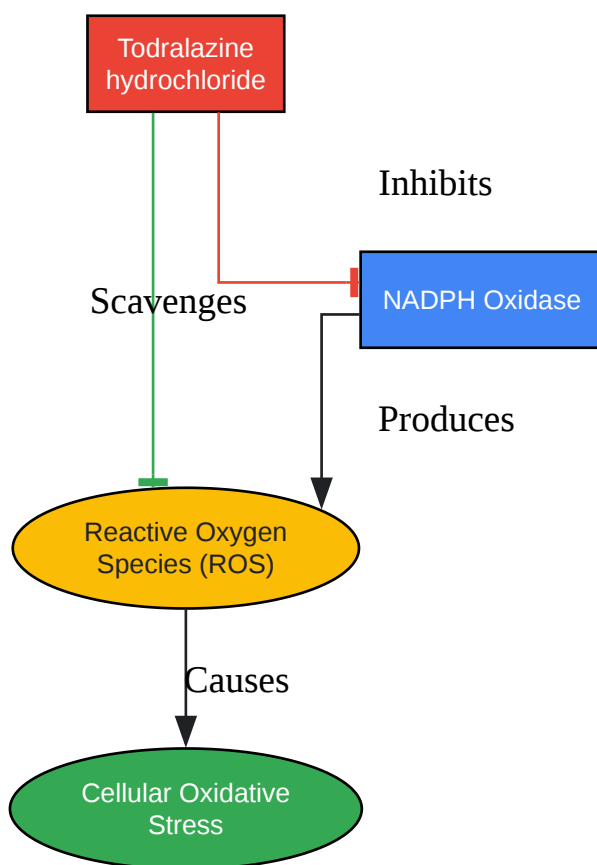 Todralazine
hydrochloride
Inhibits
Scavenges
NADPH Oxidase
Produces
Reactive Oxygen
Species (ROS)
Causes
Cellular Oxidative
Stress